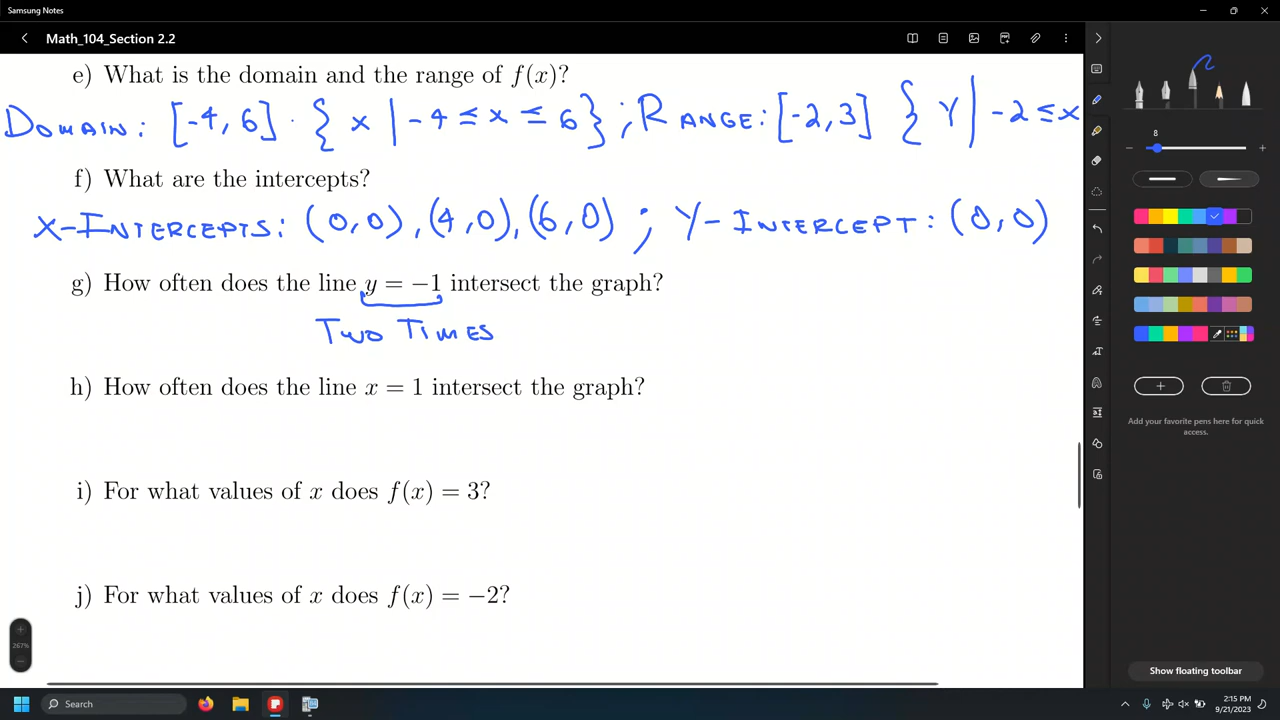 Samsung Notes
Math_104_Section 2.2
e) What is the domain and the range of f(x)?
DOMAIN: [-4,6]. { x | -4 ≤ x ≤ 6} ; RANGE: [-2,3] { Y | -2 ≤ x
f) What are the intercepts?
X-INTERCEPTS: (0,0), (4,0), (6,0) ; Y-INTERCEPT: (0,0)
g) How often does the line y = −1 intersect the graph?
TWO TIMES
h) How often does the line x = 1 intersect the graph?
i) For what values of x does f(x) = 3?
j) For what values of x does f(x) = −2?
8
Add your favorite pens here for quick access.
Show floating toolbar
267%
Search
2:15 PM
9/21/2023